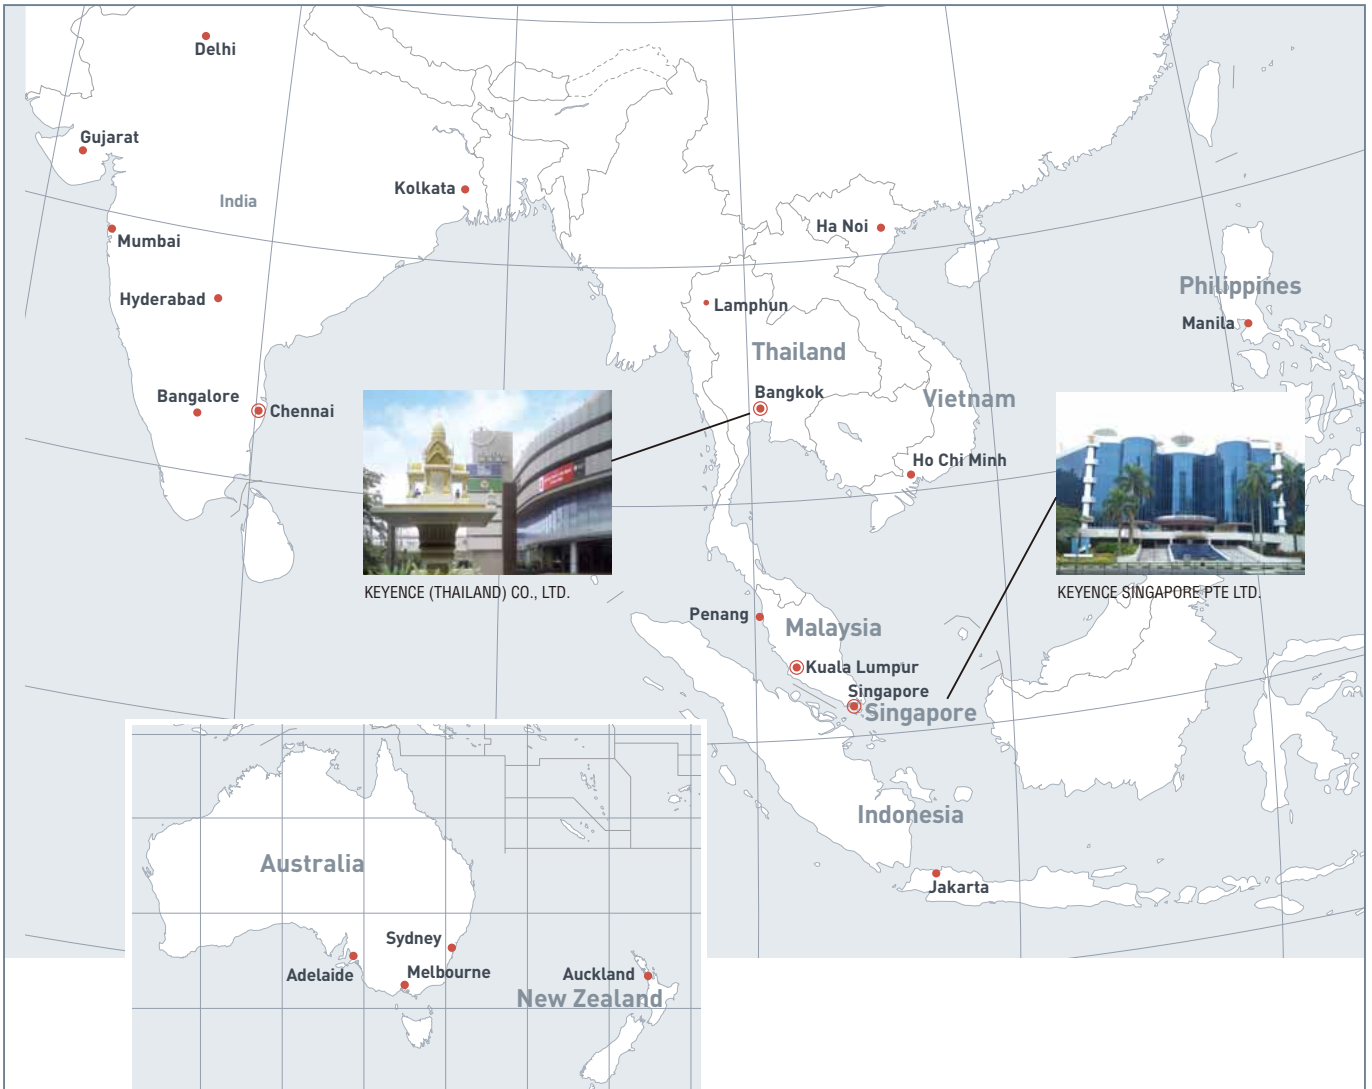 Delhi
Gujarat
Kolkata
India
Ha Noi
Mumbai
Philippines
Hyderabad
Lamphun
Manila
Thailand
Bangkok
Bangalore
Vietnam
Chennai
Ho Chi Minh
KEYENCE (THAILAND) CO., LTD.
KEYENCE SINGAPORE PTE LTD.
Penang
Malaysia
Kuala Lumpur
Singapore
Singapore
Indonesia
Australia
Jakarta
Sydney
Adelaide
Melbourne
Auckland
New Zealand